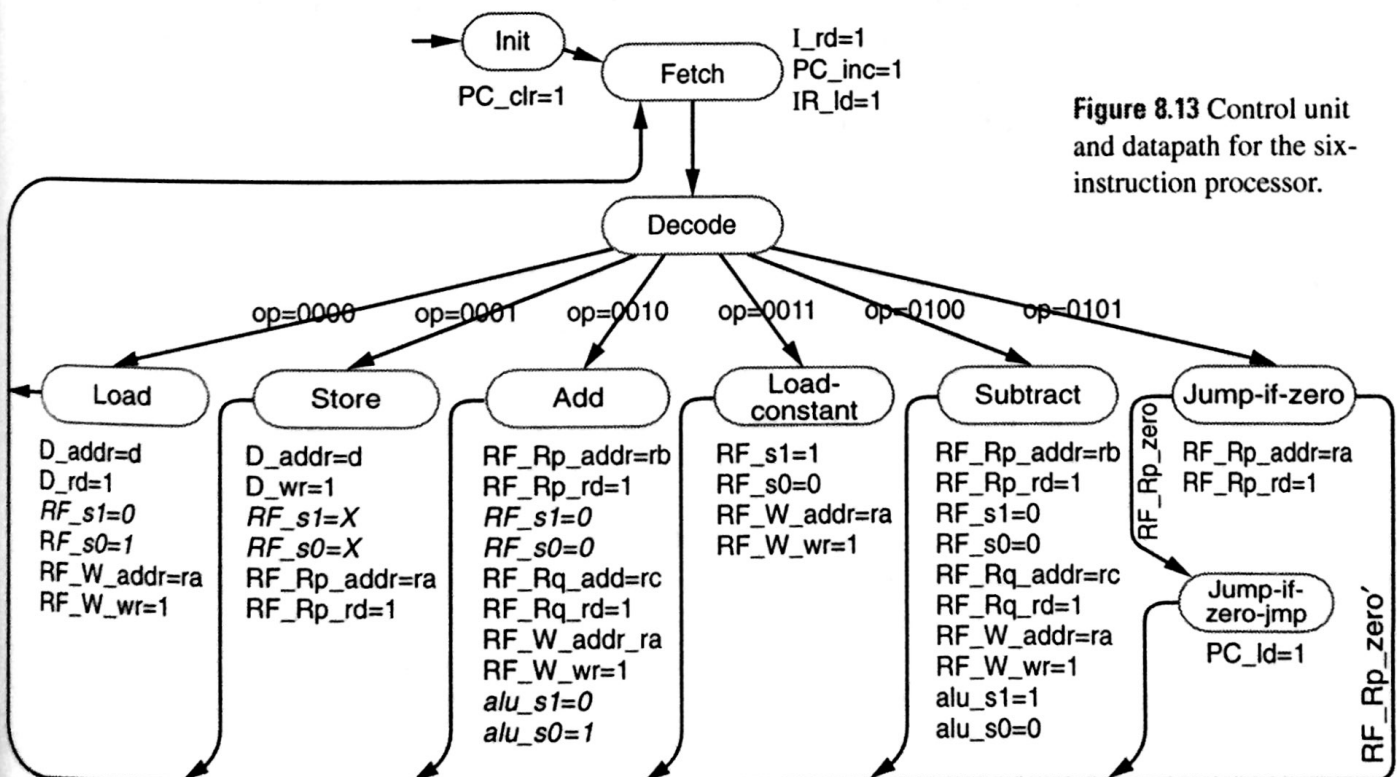 Init
PC_clr=1
Fetch
I_rd=1
PC_inc=1
IR_ld=1
Figure 8.13 Control unit
and datapath for the six-
instruction processor.
Decode
op=0000
op=0001
op=0010
op=0011
op=0100
op=0101
Load
D_addr=d
D_rd=1
RF_s1=0
RF_s0=1
RF_W_addr=ra
RF_W_wr=1
Store
D_addr=d
D_wr=1
RF_s1=X
RF_s0=X
RF_Rp_addr=ra
RF_Rp_rd=1
Add
RF_Rp_addr=rb
RF_Rp_rd=1
RF_s1=0
RF_s0=0
RF_Rq_add=rc
RF_Rq_rd=1
RF_W_addr_ra
RF_W_wr=1
alu_s1=0
alu_s0=1
Load-
constant
RF_s1=1
RF_s0=0
RF_W_addr=ra
RF_W_wr=1
Subtract
RF_Rp_addr=rb
RF_Rp_rd=1
RF_s1=0
RF_s0=0
RF_Rq_addr=rc
RF_Rq_rd=1
RF_W_addr=ra
RF_W_wr=1
alu_s1=1
alu_s0=0
Jump-if-zero
RF_Rp_addr=ra
RF_Rp_rd=1
RF_Rp_zero
Jump-if-
zero-jmp
PC_ld=1
RF_Rp_zero'